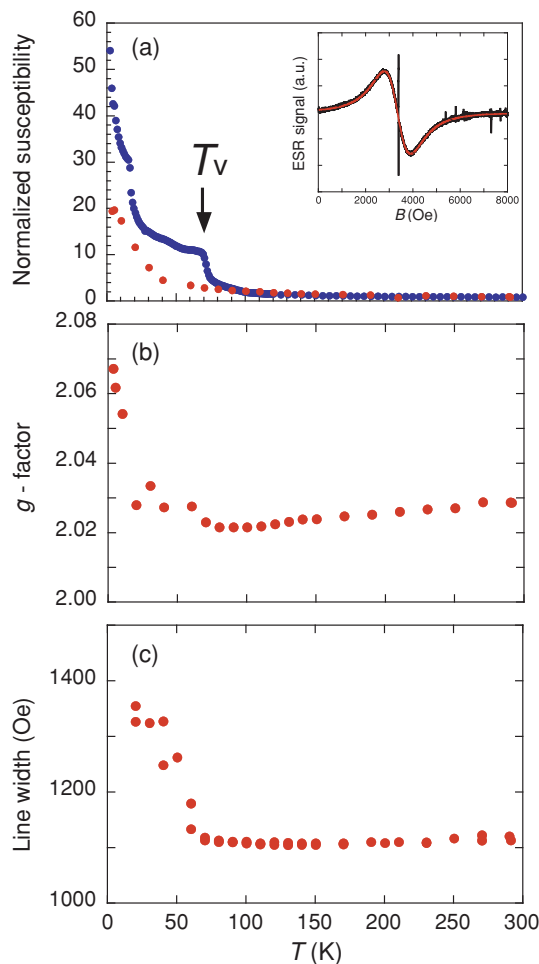 60
50
40
30
20
10
0
Normalized susceptibility
(a)
Tv
ESR signal (a.u.)
0 2000 4000 6000 8000
B (Oe)
2.08
2.06
2.04
2.02
2.00
g - factor
(b)
1400
1200
1000
Line width (Oe)
(c)
0 50 100 150 200 250 300
T (K)